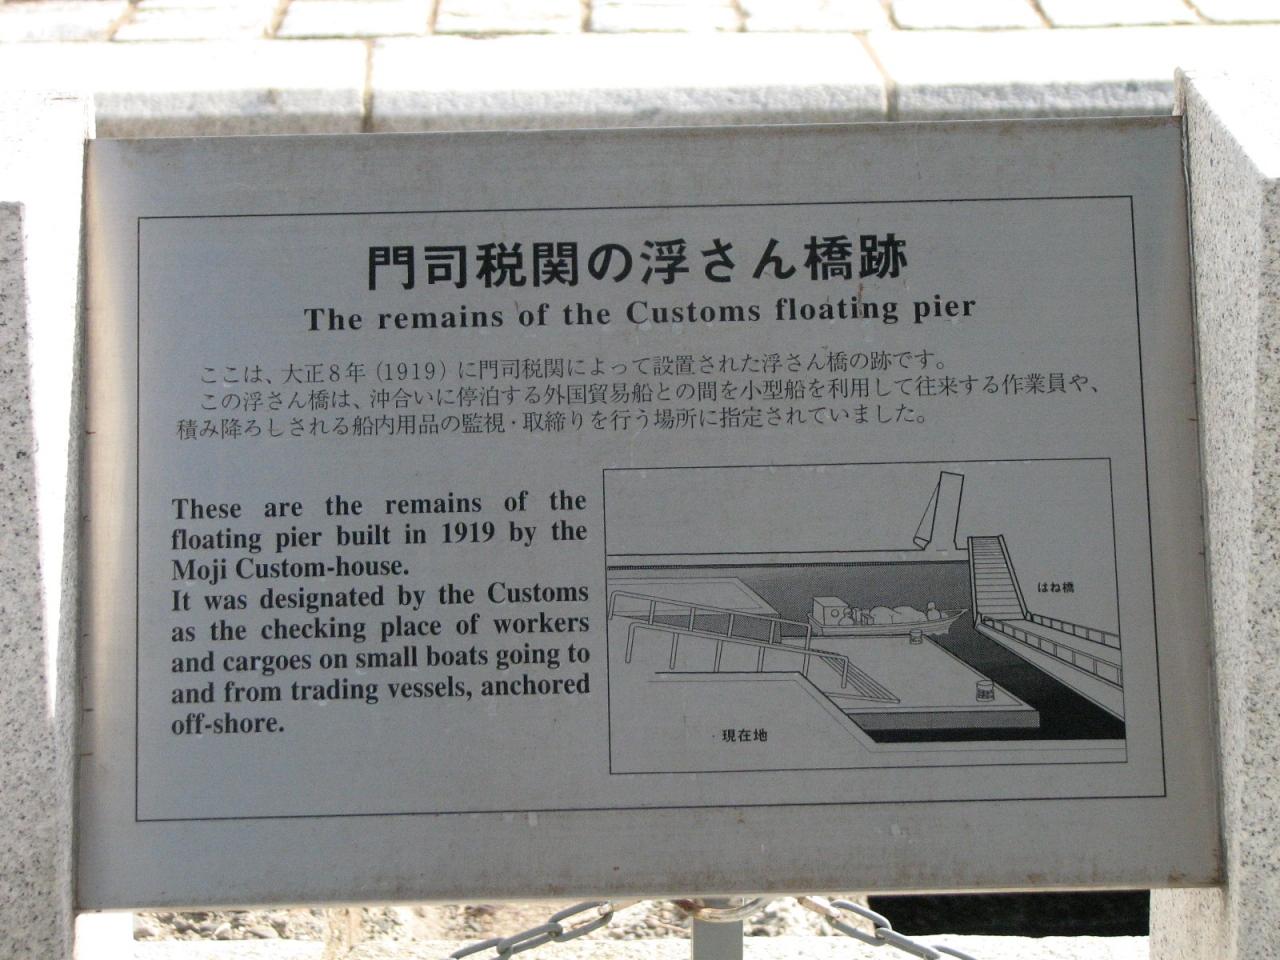 門司税関の浮さん橋跡
The remains of the Customs floating pier
ここは、大正8年(1919)に門司税関によって設置された浮さん橋の跡です。
この浮さん橋は、沖合いに停泊する外国貿易船との間を小型船を利用して往来する作業員や、
積み降ろしされる船内用品の監視・取締りを行う場所に指定されていました。
These are the remains of the
floating pier built in 1919 by the
Moji Custom-house.
It was designated by the Customs
as the checking place of workers
and cargoes on small boats going to
and from trading vessels, anchored
off-shore.
はね橋
現在地